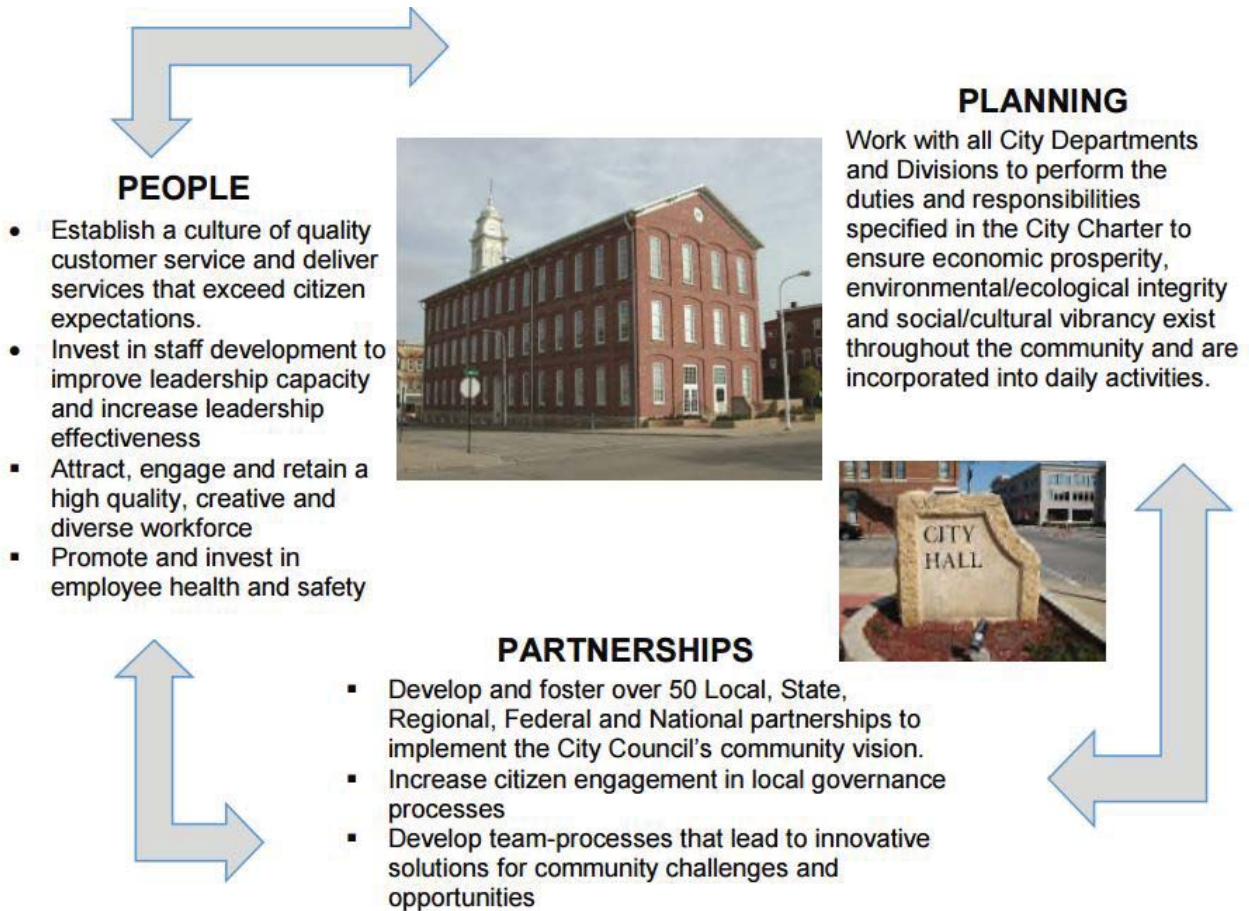 PEOPLE
• Establish a culture of quality
customer service and deliver
services that exceed citizen
expectations.
• Invest in staff development to
improve leadership capacity
and increase leadership
effectiveness
▪ Attract, engage and retain a
high quality, creative and
diverse workforce
▪ Promote and invest in
employee health and safety
PLANNING
Work with all City Departments
and Divisions to perform the
duties and responsibilities
specified in the City Charter to
ensure economic prosperity,
environmental/ecological integrity
and social/cultural vibrancy exist
throughout the community and are
incorporated into daily activities.
CITY
HALL
PARTNERSHIPS
▪ Develop and foster over 50 Local, State,
Regional, Federal and National partnerships to
implement the City Council’s community vision.
▪ Increase citizen engagement in local governance
processes
▪ Develop team-processes that lead to innovative
solutions for community challenges and
opportunities